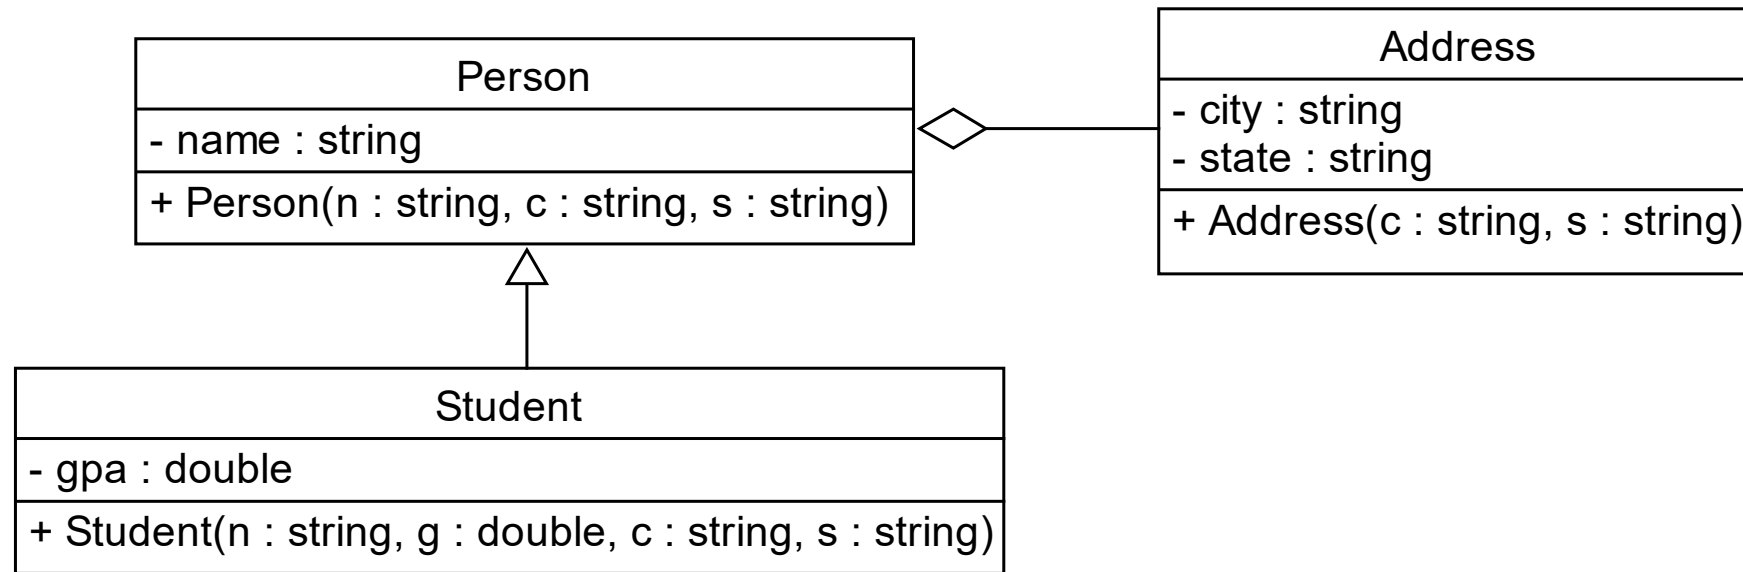 Person
- name : string
+ Person(n : string, c : string, s : string)
Address
- city : string
- state : string
+ Address(c : string, s : string)
Student
- gpa : double
+ Student(n : string, g : double, c : string, s : string)